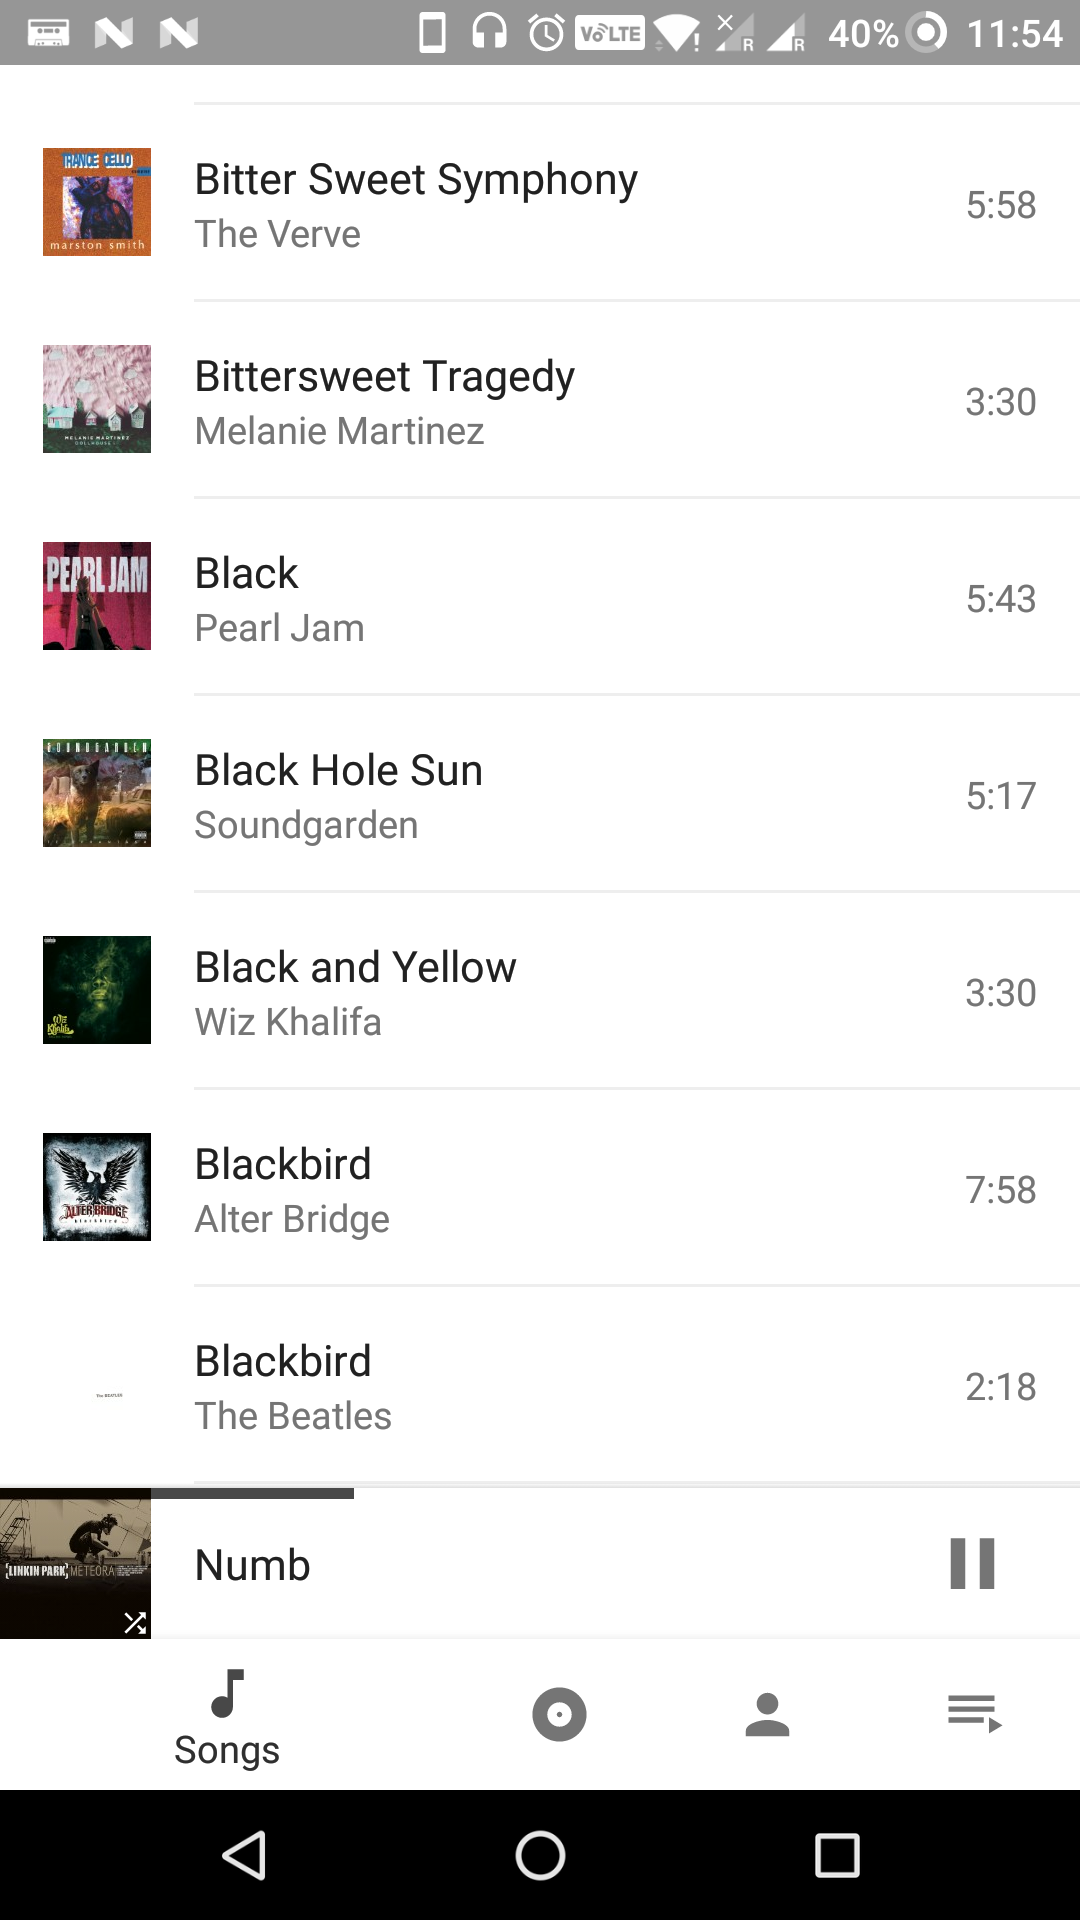 VoLTE
R
R
40%
11:54
TRANCE CELLO
marston smith
Bitter Sweet Symphony
The Verve
5:58
MELANIE MARTINEZ
DOLLHOUSE
Bittersweet Tragedy
Melanie Martinez
3:30
PEARL JAM
Black
Pearl Jam
5:43
SOUNDGARDEN
Black Hole Sun
Soundgarden
5:17
Wiz
Khalifa
Black and Yellow
Wiz Khalifa
3:30
ALTER BRIDGE
blackbird
Blackbird
Alter Bridge
7:58
The BEATLES
Blackbird
The Beatles
2:18
[LINKIN PARK] METEORA
Numb
Songs